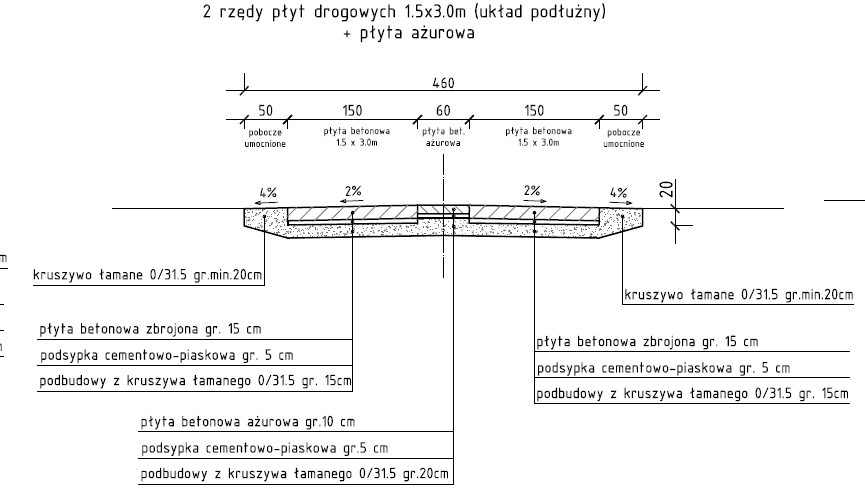 2 rzędy płyt drogowych 1.5x3.0m (układ podłużny)
+ płyta ażurowa
460
50 150 60 150 50
pobocze umocnione
płyta betonowa 1.5 x 3.0m
płyta bet. ażurowa
płyta betonowa 1.5 x 3.0m
pobocze umocnione
4% 2% 2% 4%
20
m
kruszywo łamane 0/31.5 gr.min.20cm
kruszywo łamane 0/31.5 gr.min.20cm
płyta betonowa zbrojona gr. 15 cm
podsypka cementowo-piaskowa gr. 5 cm
podbudowy z kruszywa łamanego 0/31.5 gr. 15cm
płyta betonowa zbrojona gr. 15 cm
podsypka cementowo-piaskowa gr. 5 cm
podbudowy z kruszywa łamanego 0/31.5 gr. 15cm
płyta betonowa ażurowa gr.10 cm
podsypka cementowo-piaskowa gr.5 cm
podbudowy z kruszywa łamanego 0/31.5 gr.20cm